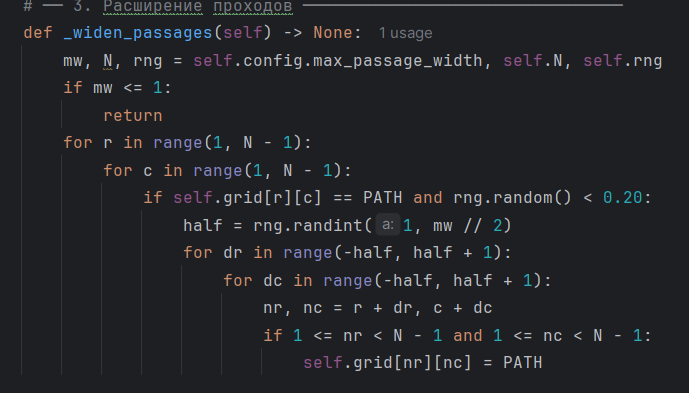 # ── 3. Расширение проходов ────────────────────────────────
def _widen_passages(self) -> None: 1 usage
    mw, N, rng = self.config.max_passage_width, self.N, self.rng
    if mw <= 1:
        return
    for r in range(1, N - 1):
        for c in range(1, N - 1):
            if self.grid[r][c] == PATH and rng.random() < 0.20:
                half = rng.randint(a: 1, mw // 2)
                for dr in range(-half, half + 1):
                    for dc in range(-half, half + 1):
                        nr, nc = r + dr, c + dc
                        if 1 <= nr < N - 1 and 1 <= nc < N - 1:
                            self.grid[nr][nc] = PATH